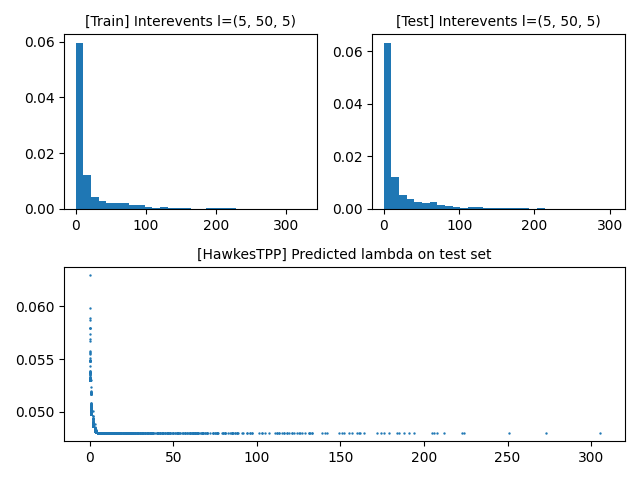 [Train] Interevents l=(5, 50, 5)
[Test] Interevents l=(5, 50, 5)
0.06
0.04
0.02
0.00
0 100 200 300
0.06
0.04
0.02
0.00
0 100 200 300
[HawkesTPP] Predicted lambda on test set
0.060
0.055
0.050
0 50 100 150 200 250 300